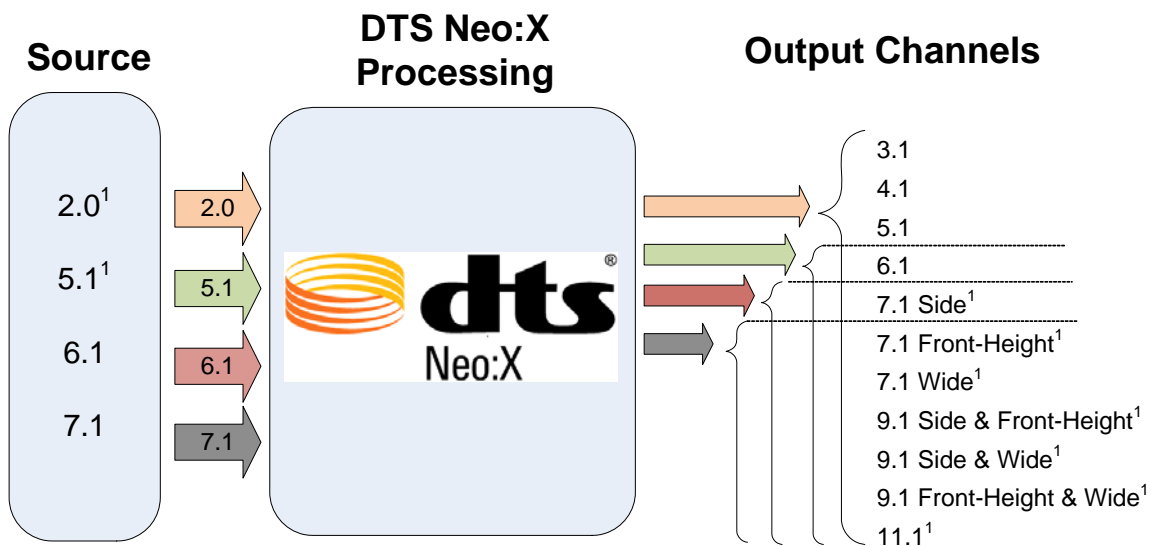 Source
DTS Neo:X
Processing
Output Channels
2.0¹
5.1¹
6.1
7.1
2.0
5.1
6.1
7.1
dts®
Neo:X
3.1
4.1
5.1
6.1
7.1 Side¹
7.1 Front-Height¹
7.1 Wide¹
9.1 Side & Front-Height¹
9.1 Side & Wide¹
9.1 Front-Height & Wide¹
11.1¹